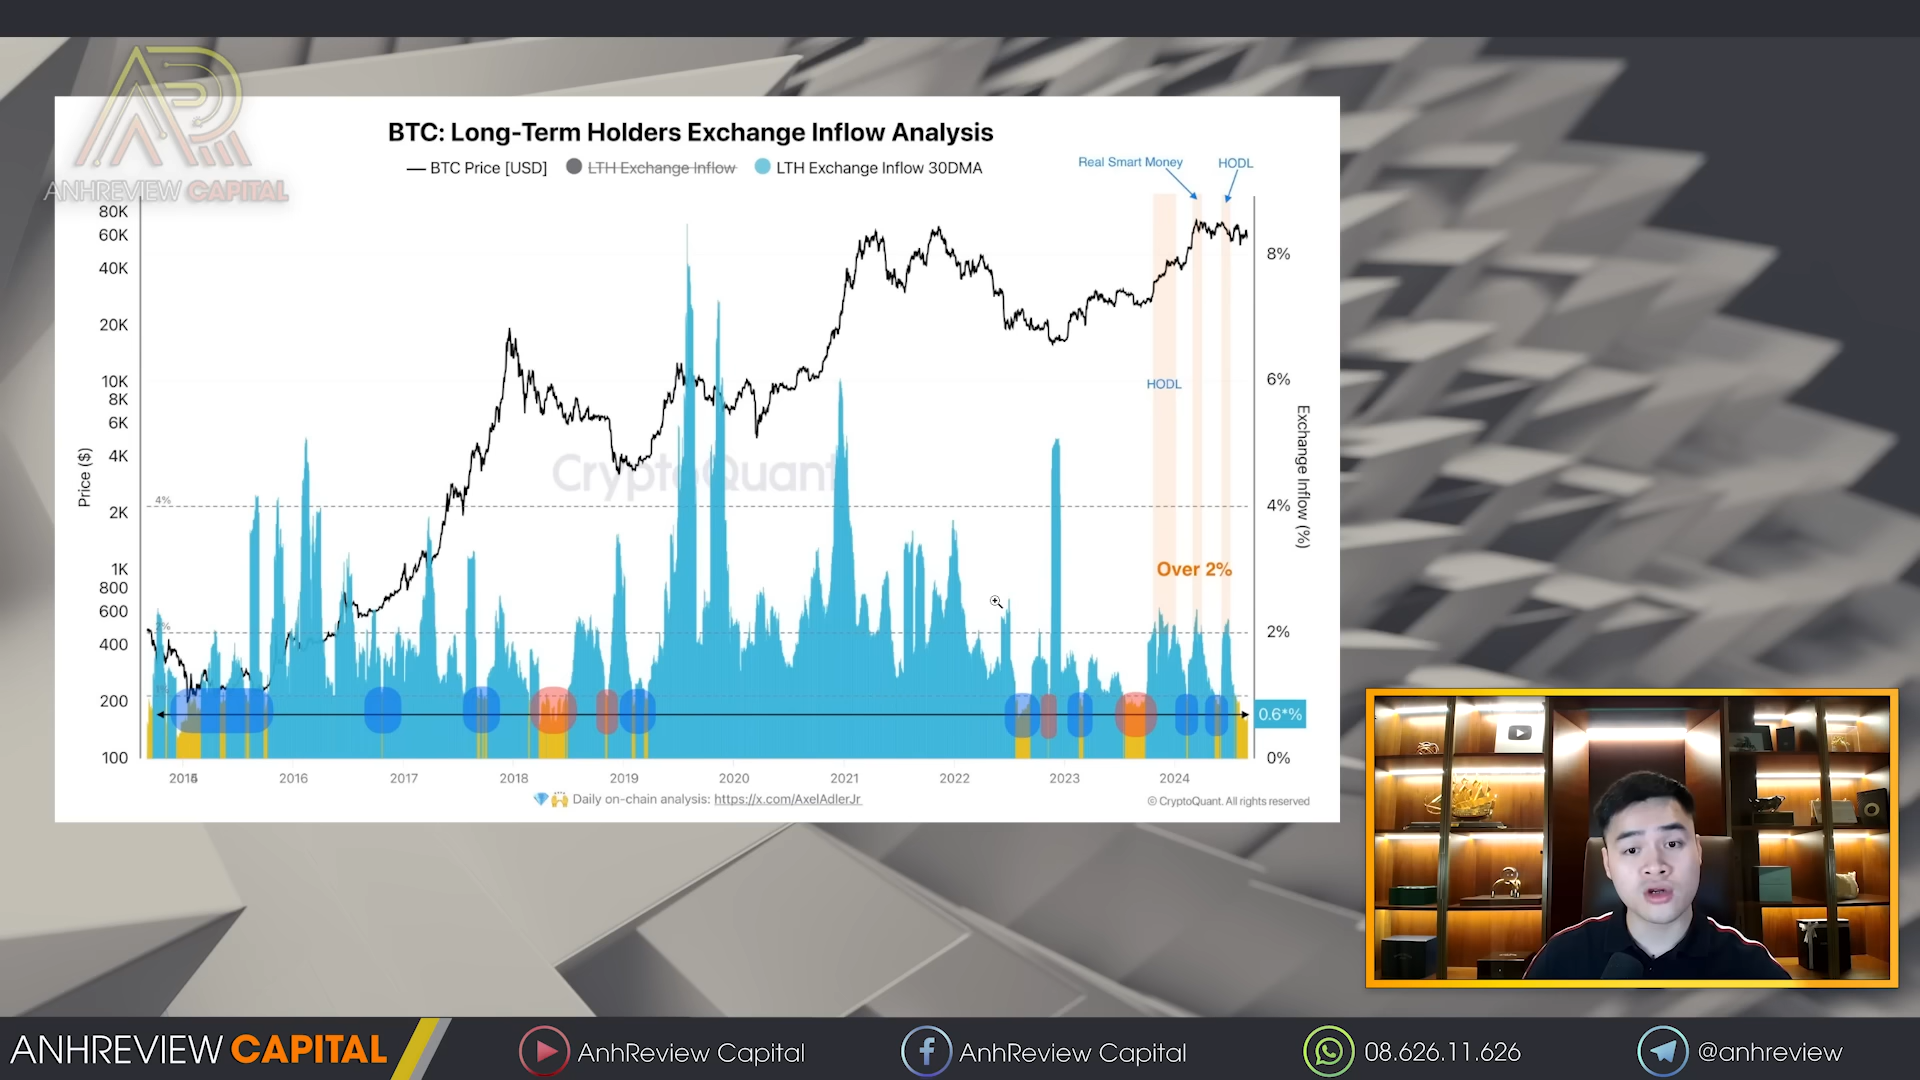 ANHREVIEW CAPITAL
BTC: Long-Term Holders Exchange Inflow Analysis
BTC Price [USD]
LTH Exchange Inflow
LTH Exchange Inflow 30DMA
Real Smart Money
HODL
80K
60K
40K
20K
10K
8K
6K
4K
2K
1K
800
600
400
200
100
Price ($)
4%
2%
CryptoQuant
HODL
Over 2%
8%
6%
4%
2%
0.6*%
0%
Exchange Inflow (%)
2016
2017
2018
2019
2020
2021
2022
2023
2024
Daily on-chain analysis: https://x.com/AxelAdlerJr
© CryptoQuant. All rights reserved
ANHREVIEW CAPITAL
AnhReview Capital
AnhReview Capital
08.626.11.626
@anhreview